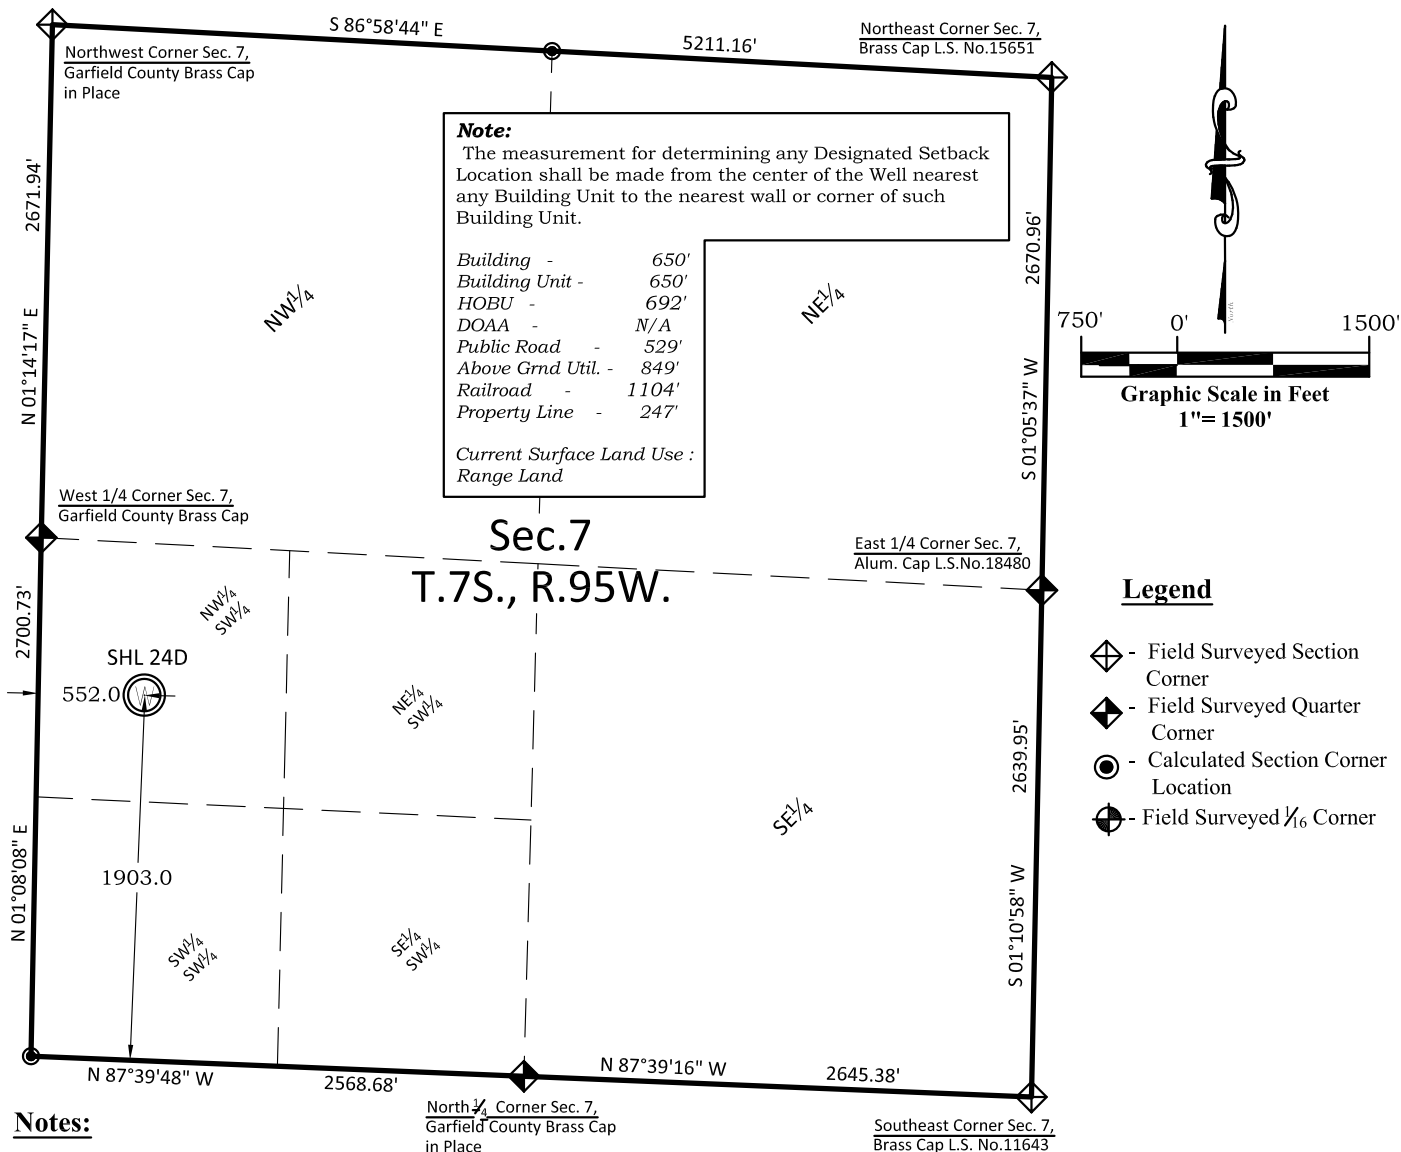 S 86°58'44" E
5211.16'
Northwest Corner Sec. 7,
Garfield County Brass Cap
in Place
Northeast Corner Sec. 7,
Brass Cap L.S. No.15651
Note:
The measurement for determining any Designated Setback
Location shall be made from the center of the Well nearest
any Building Unit to the nearest wall or corner of such
Building Unit.
Building - 650'
Building Unit - 650'
HOBU - 692'
DOAA - N/A
Public Road - 529'
Above Grnd Util. - 849'
Railroad - 1104'
Property Line - 247'
Current Surface Land Use :
Range Land
2671.94'
N 01°14'17" E
NW¼
NE¼
2670.96'
S 01°05'37" W
North
750' 0' 1500'
Graphic Scale in Feet
1"= 1500'
West 1/4 Corner Sec. 7,
Garfield County Brass Cap
Sec.7
T.7S., R.95W.
East 1/4 Corner Sec. 7,
Alum. Cap L.S.No.18480
Legend
- Field Surveyed Section
Corner
- Field Surveyed Quarter
Corner
- Calculated Section Corner
Location
- Field Surveyed 1/16 Corner
2700.73'
N 01°08'08" E
NW¼
SW¼
SHL 24D
552.0
W
NE¼
SW¼
1903.0
SW¼
SW¼
SE¼
SW¼
SE¼
2639.95'
S 01°10'58" W
N 87°39'48" W
2568.68'
N 87°39'16" W
2645.38'
North ¼ Corner Sec. 7,
Garfield County Brass Cap
in Place
Southeast Corner Sec. 7,
Brass Cap L.S. No.11643
Notes: